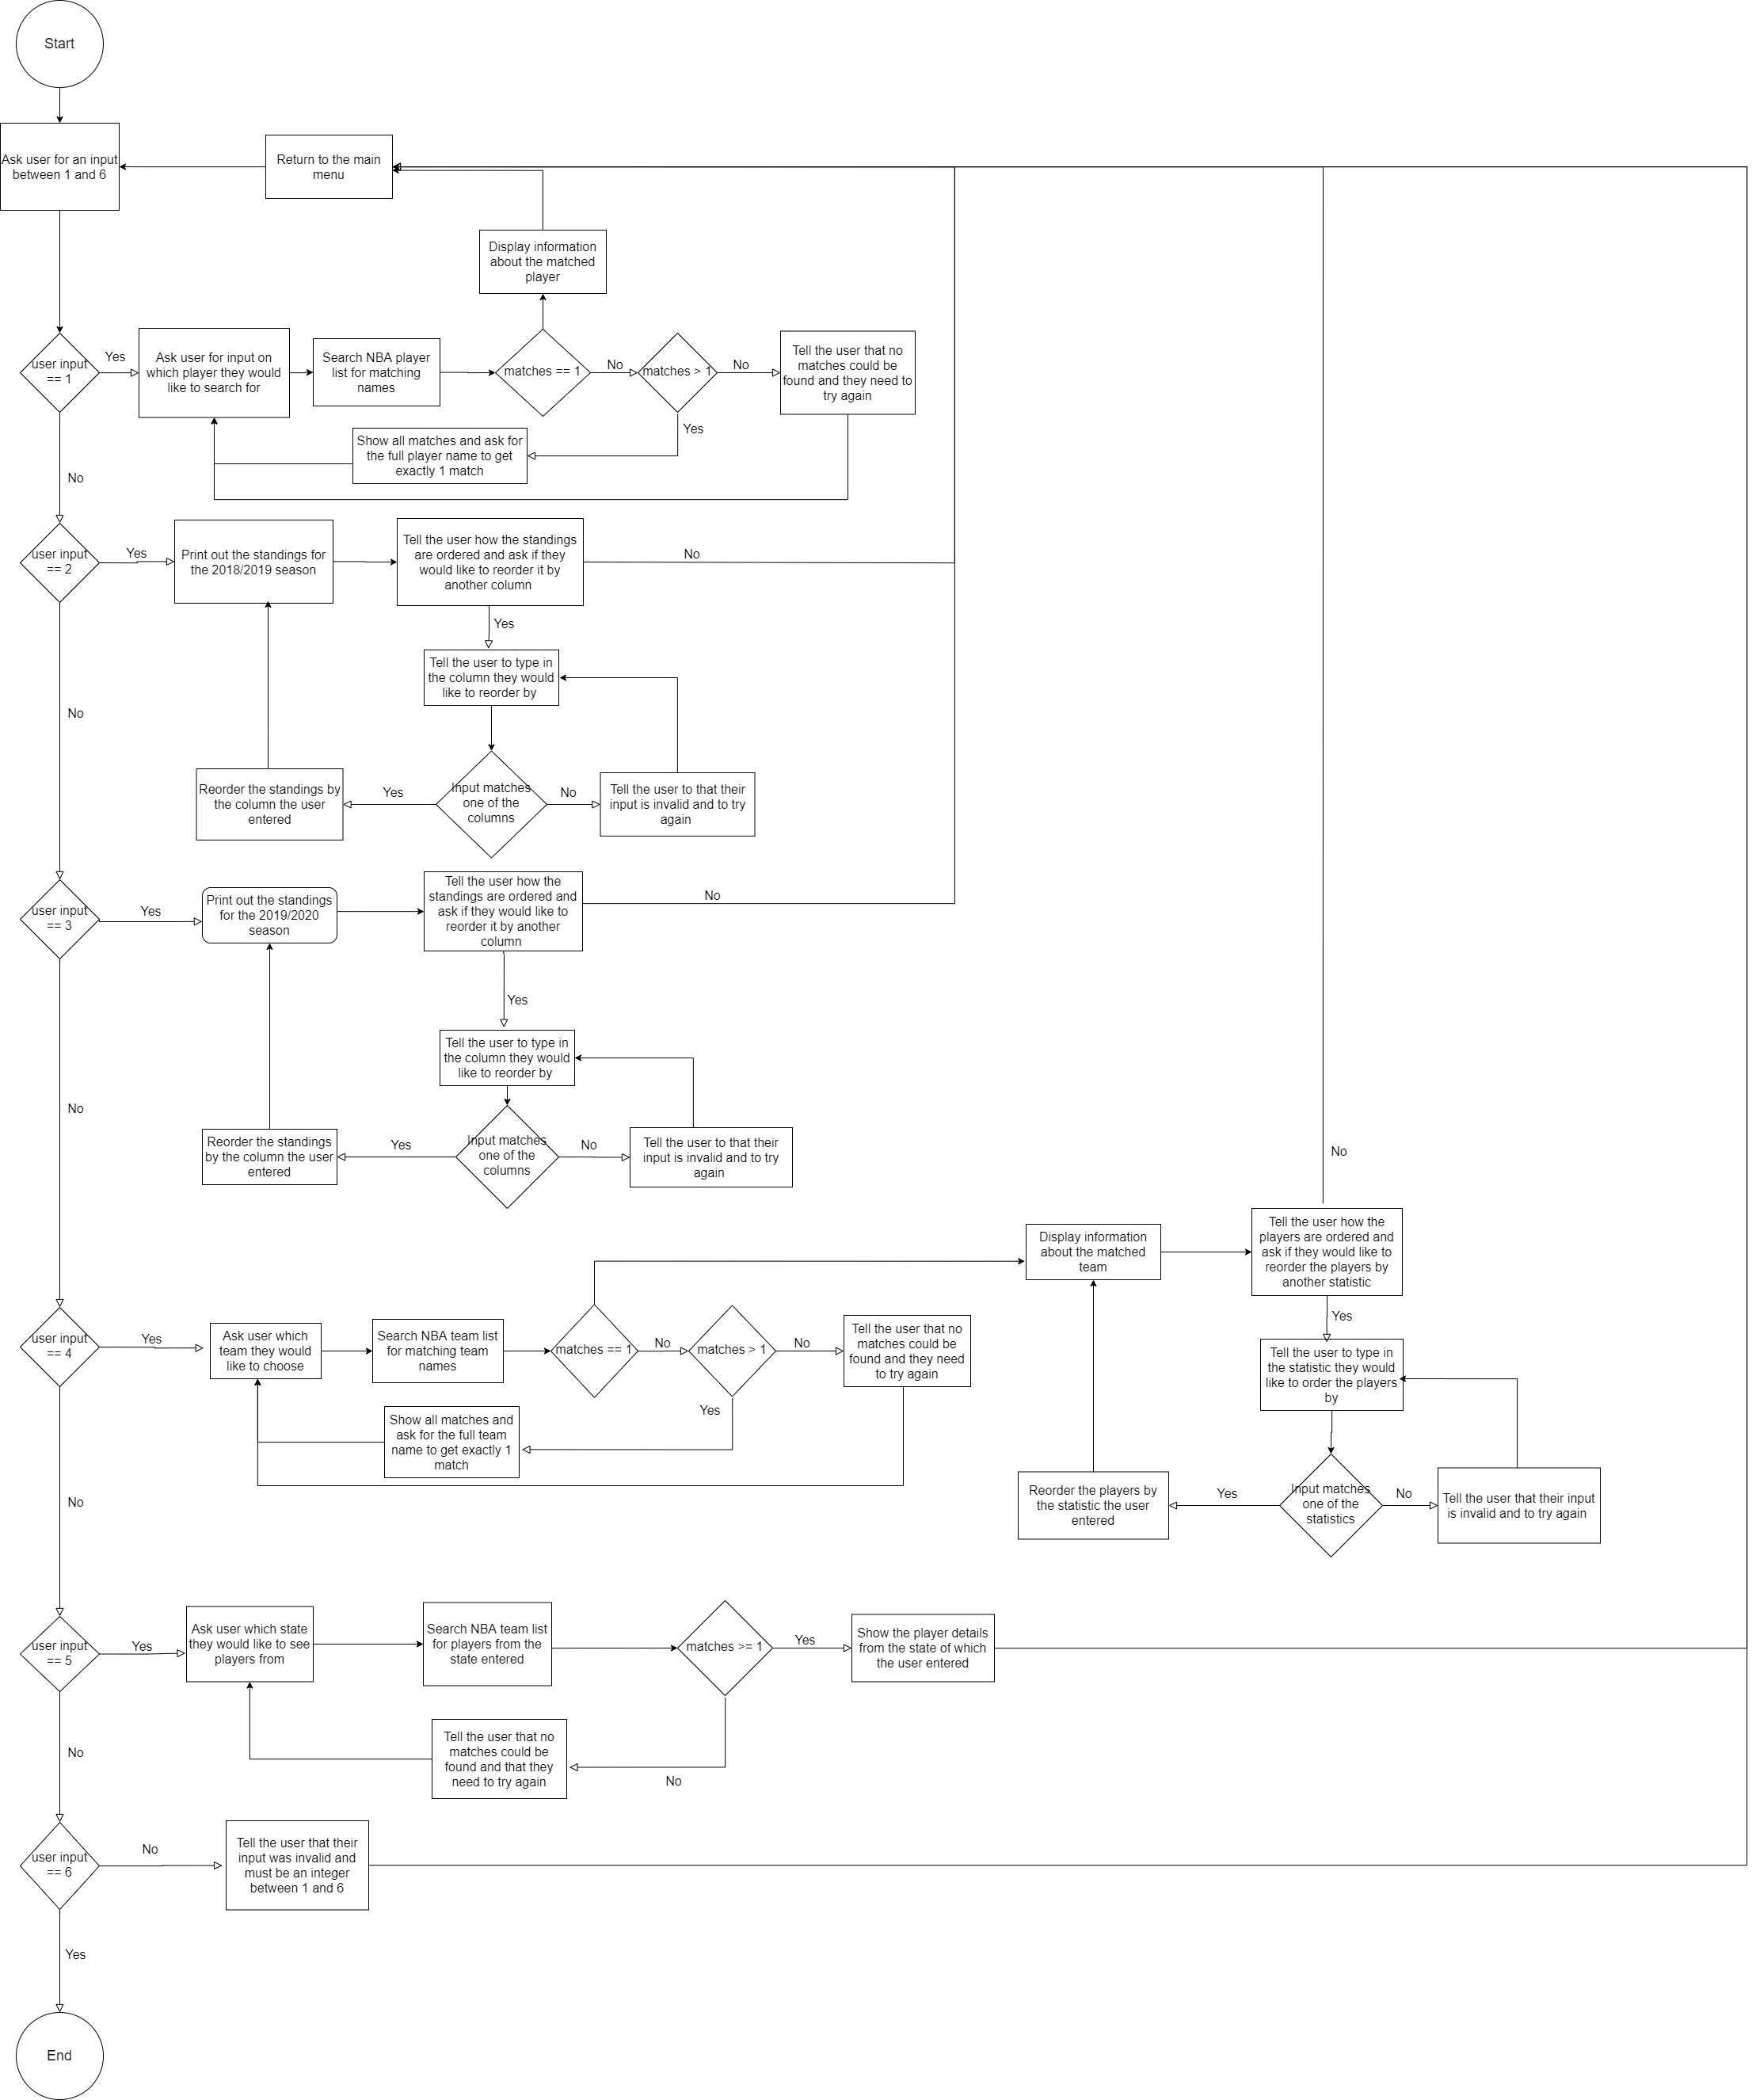 Start
Ask user for an input
between 1 and 6
Return to the main
menu
Display information
about the matched
player
user input
== 1
Yes
Ask user for input on
which player they would
like to search for
Search NBA player
list for matching
names
matches == 1
No
matches > 1
No
Tell the user that no
matches could be
found and they need to
try again
Yes
Show all matches and ask for
the full player name to get
exactly 1 match
No
user input
== 2
Yes
Print out the standings for
the 2018/2019 season
Tell the user how the standings
are ordered and ask if they
would like to reorder it by
another column
No
Yes
Tell the user to type in
the column they would
like to reorder by
No
Reorder the standings by
the column the user
entered
Yes
Input matches
one of the
columns
No
Tell the user to that their
input is invalid and to try
again
user input
== 3
Yes
Print out the standings
for the 2019/2020
season
Tell the user how the
standings are ordered and
ask if they would like to
reorder it by another
column
No
Yes
Tell the user to type in
the column they would
like to reorder by
No
Reorder the standings
by the column the user
entered
Yes
Input matches
one of the
columns
No
Tell the user to that their
input is invalid and to try
again
No
Display information
about the matched
team
Tell the user how the
players are ordered and
ask if they would like to
reorder the players by
another statistic
Yes
user input
== 4
Yes
Ask user which
team they would
like to choose
Search NBA team list
for matching team
names
matches == 1
No
matches > 1
No
Tell the user that no
matches could be
found and they need
to try again
Tell the user to type in
the statistic they would
like to order the players
by
Yes
Show all matches and
ask for the full team
name to get exactly 1
match
No
Reorder the players by
the statistic the user
entered
Yes
Input matches
one of the
statistics
No
Tell the user that their input
is invalid and to try again
user input
== 5
Yes
Ask user which state
they would like to see
players from
Search NBA team list
for players from the
state entered
matches >= 1
Yes
Show the player details
from the state of which
the user entered
No
Tell the user that no
matches could be
found and that they
need to try again
No
user input
== 6
No
Tell the user that their
input was invalid and
must be an integer
between 1 and 6
Yes
End